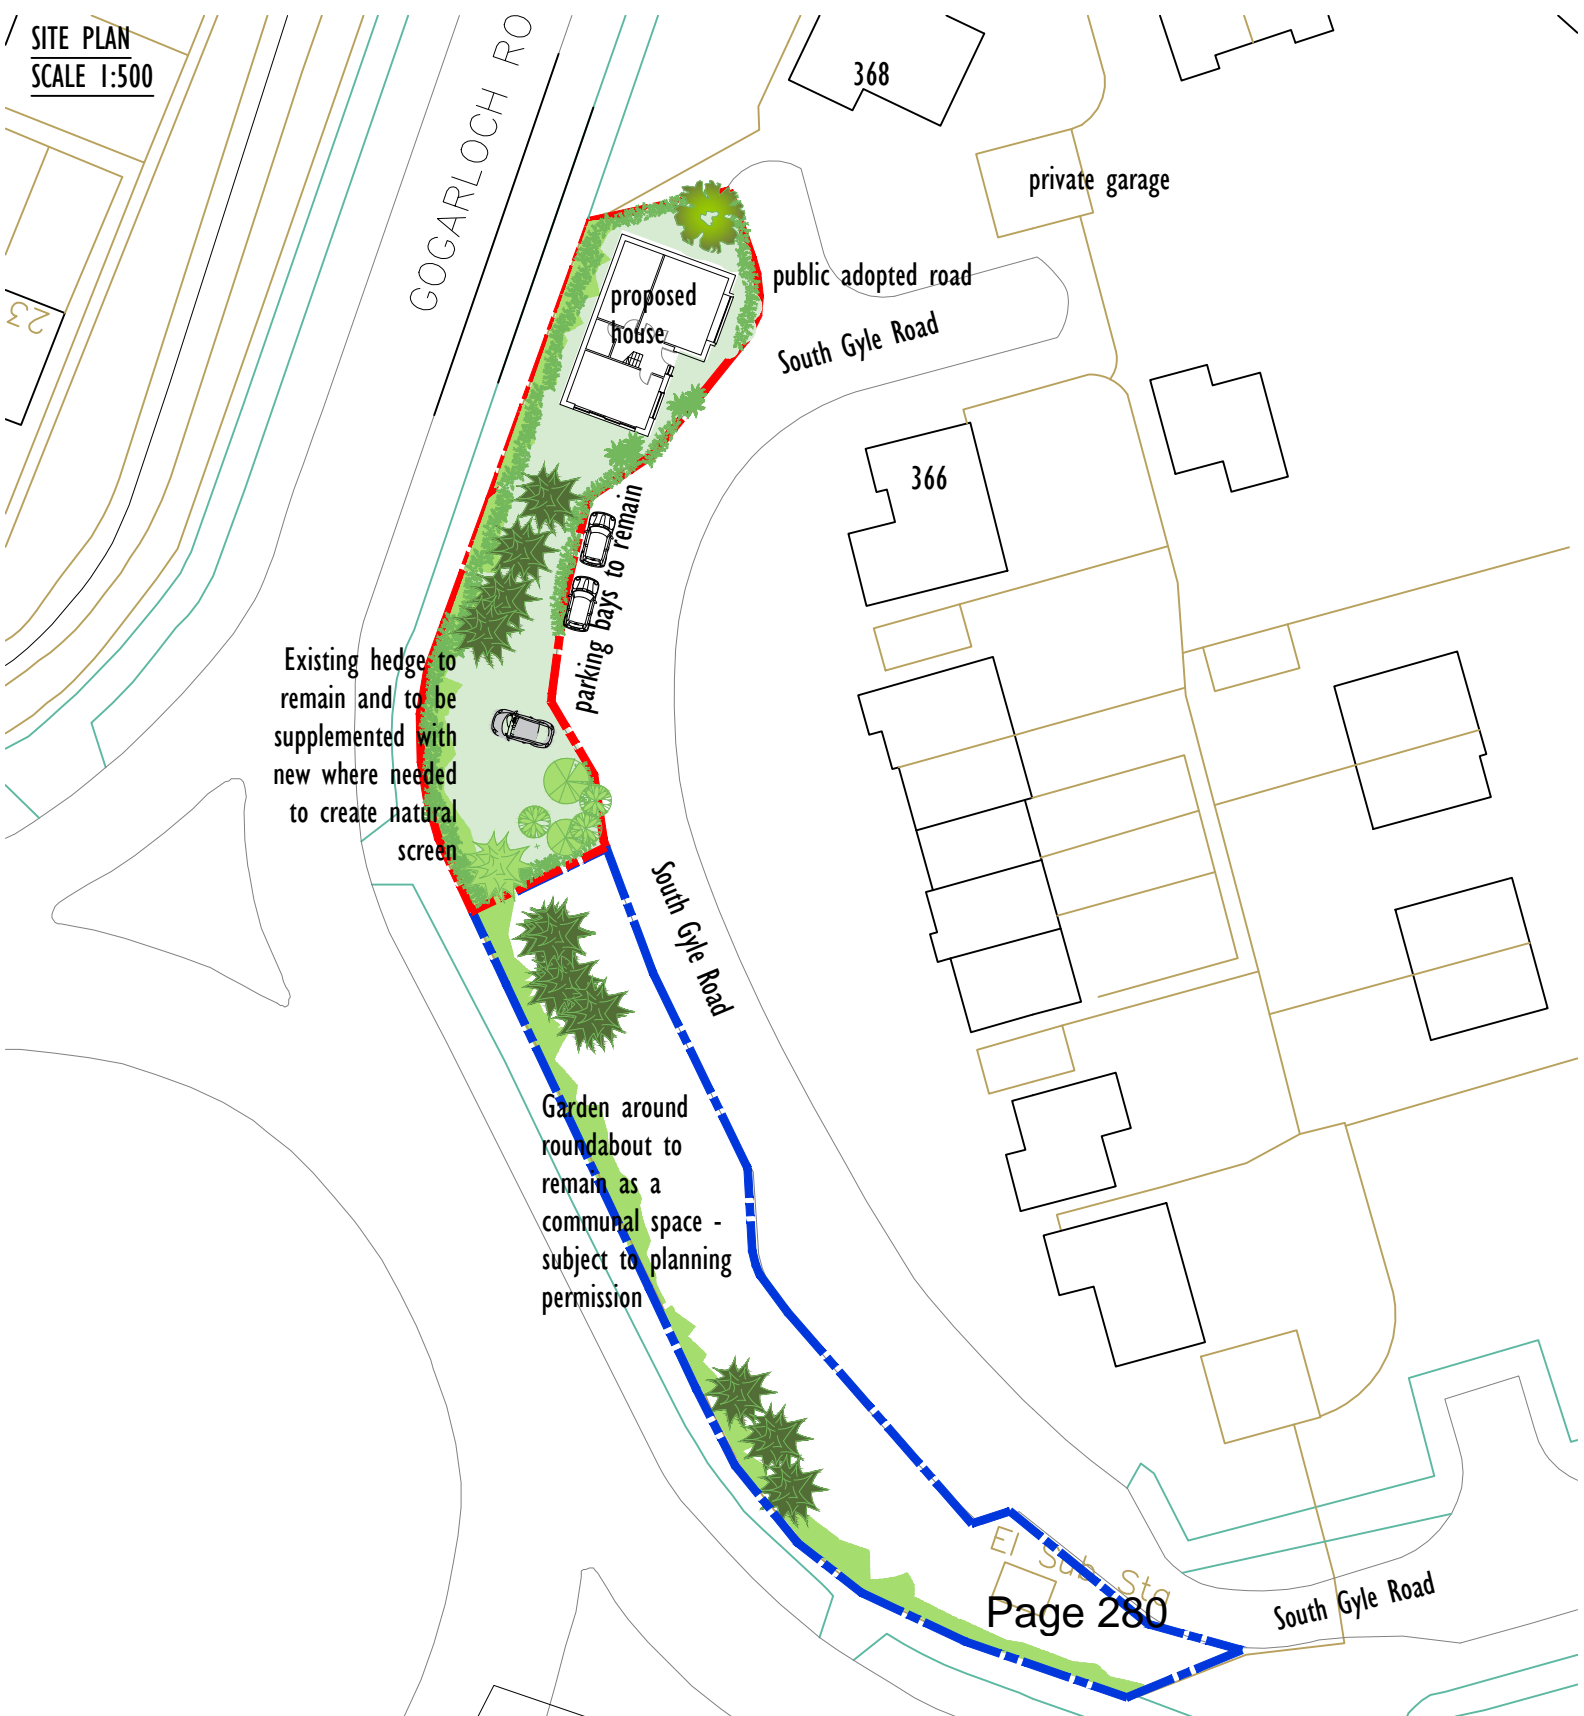 SITE PLAN
SCALE 1:500
GOGARLOCH RO
368
private garage
public adopted road
South Gyle Road
proposed
house
23
366
parking bays to remain
Existing hedge to
remain and to be
supplemented with
new where needed
to create natural
screen
South Gyle Road
Garden around
roundabout to
remain as a
communal space -
subject to planning
permission
El Sub Sta
Page 280
South Gyle Road